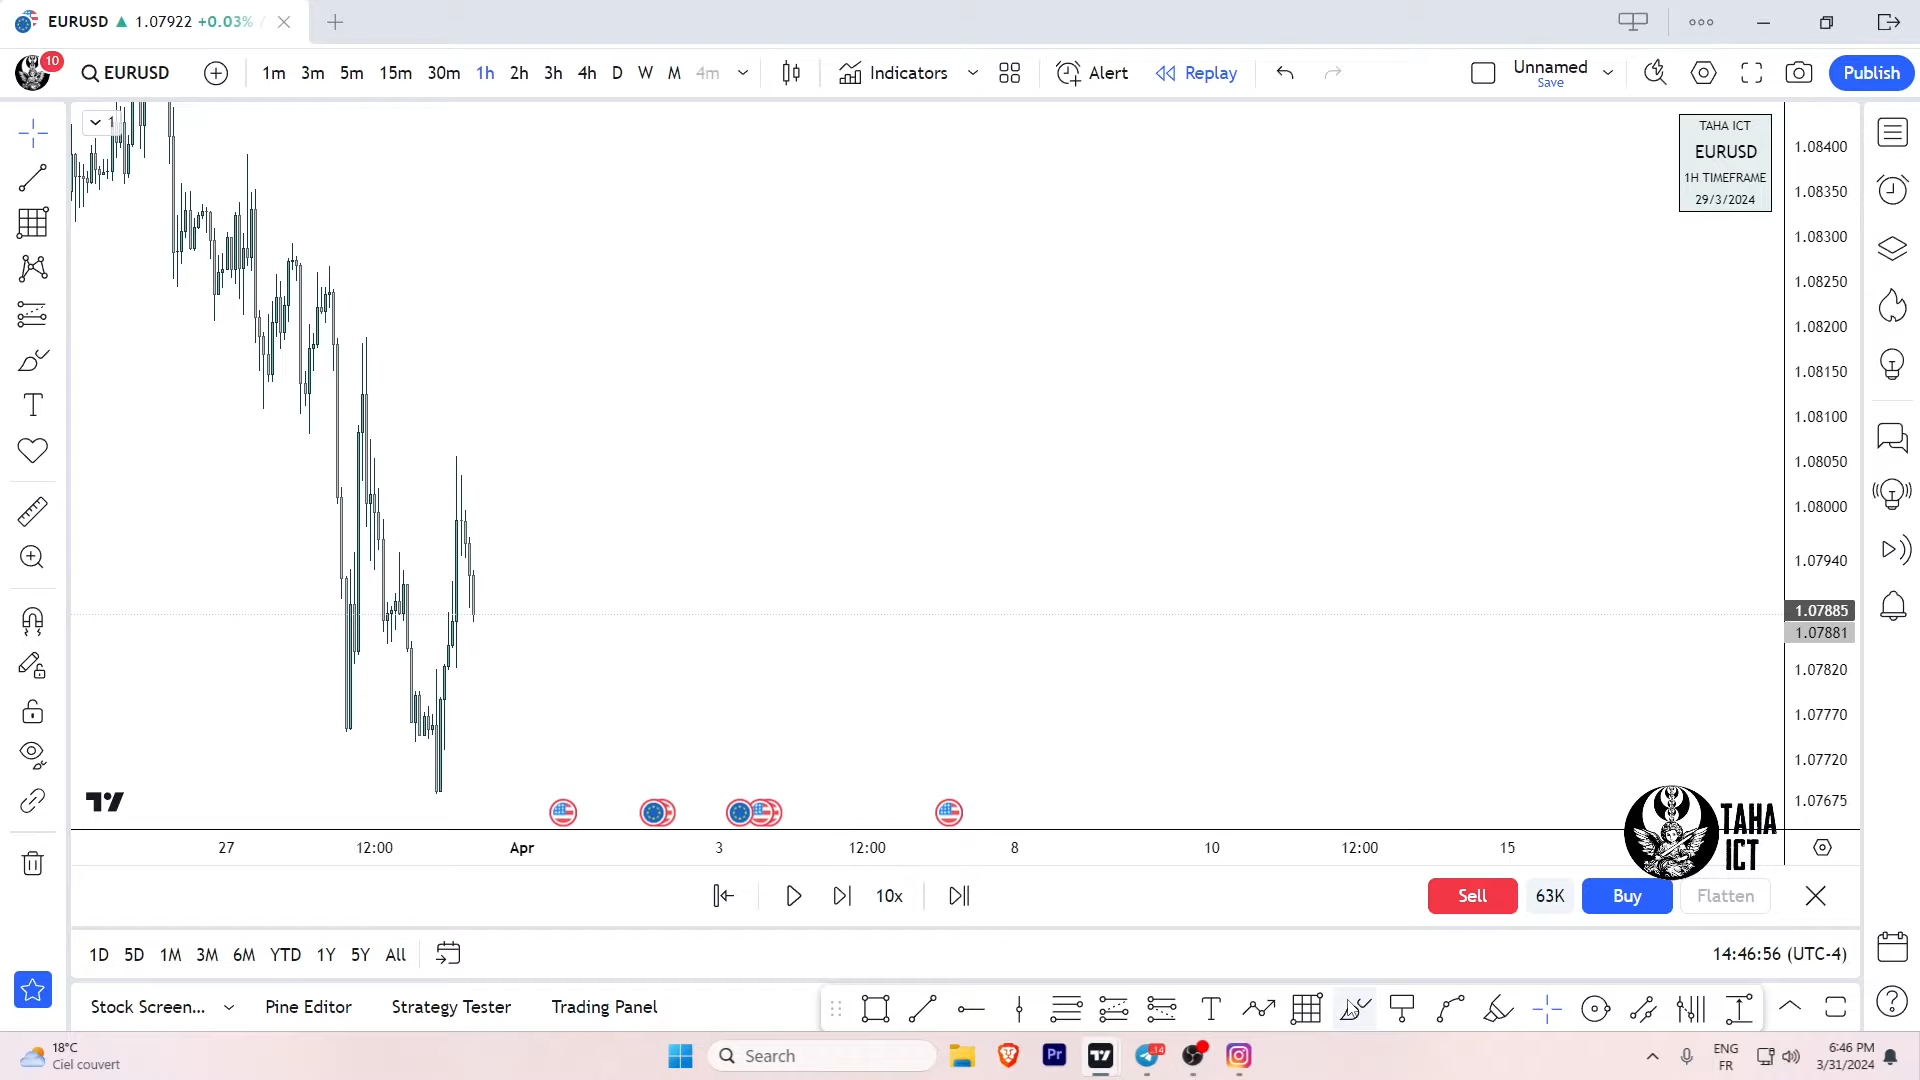 EURUSD ▲ 1.07922 +0.03% /
10
EURUSD
1m 3m 5m 15m 30m 1h 2h 3h 4h D W M 4m
Indicators
Alert
Replay
Unnamed
Save
Publish
1
TAHA ICT
EURUSD
1H TIMEFRAME
29/3/2024
1.08400
1.08350
1.08300
1.08250
1.08200
1.08150
1.08100
1.08050
1.08000
1.07940
1.07885
1.07881
1.07820
1.07770
1.07720
1.07675
TAHA
ICT
27 12:00 Apr 3 12:00 8 10 12:00 15
10x
Sell 63K Buy Flatten
1D 5D 1M 3M 6M YTD 1Y 5Y All
14:46:56 (UTC-4)
Stock Screen... Pine Editor Strategy Tester Trading Panel
18°C
Ciel couvert
Search
Pr
14
ENG
FR
6:46 PM
3/31/2024